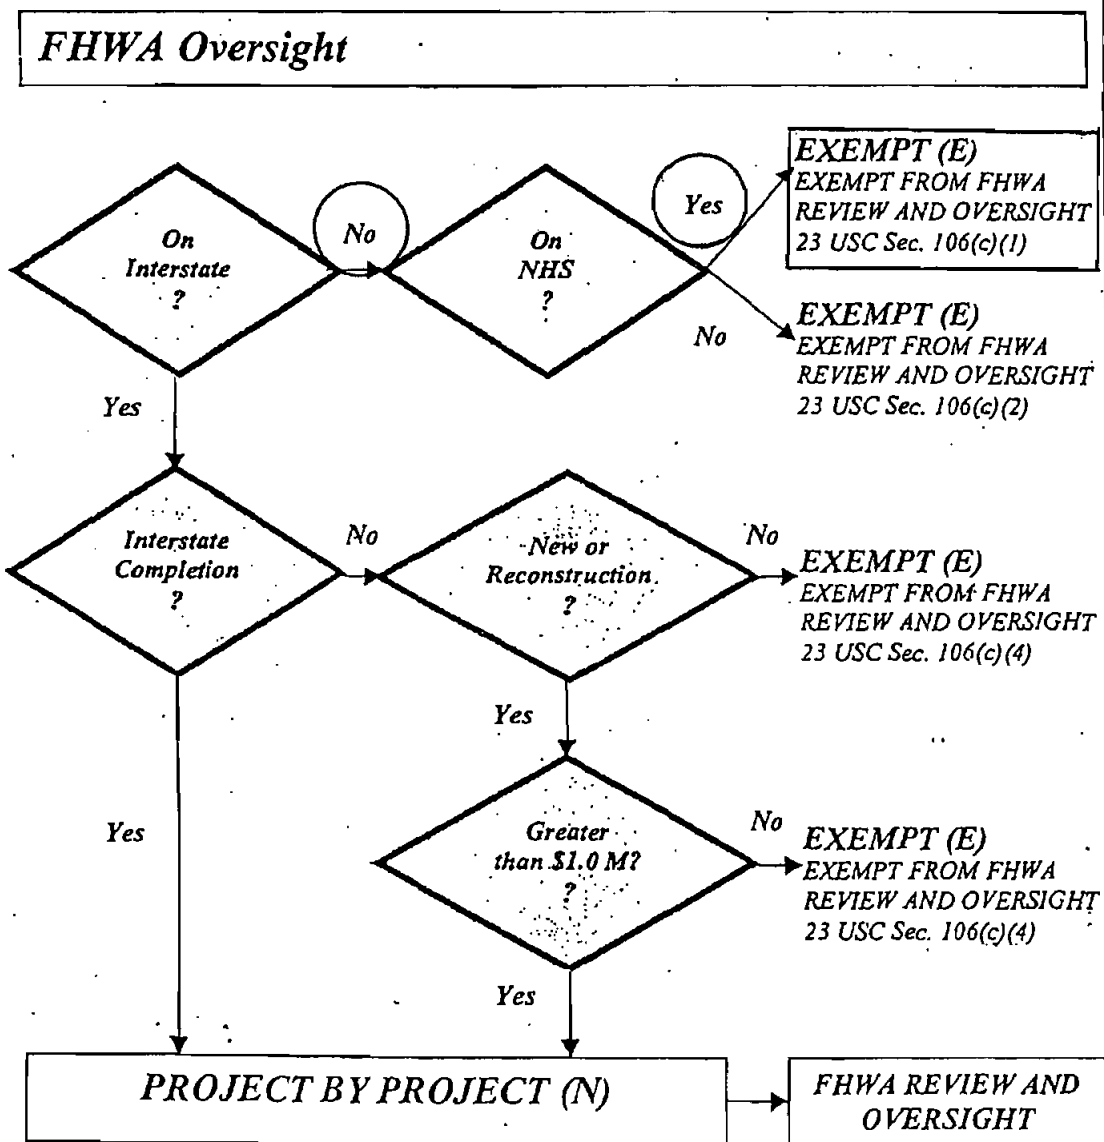 FHWA Oversight
On
Interstate
?
No
On
NHS
?
Yes
EXEMPT (E)
EXEMPT FROM FHWA
REVIEW AND OVERSIGHT
23 USC Sec. 106(c)(1)
No
EXEMPT (E)
EXEMPT FROM FHWA
REVIEW AND OVERSIGHT
23 USC Sec. 106(c)(2)
Yes
Interstate
Completion
?
No
New or
Reconstruction
?
No
EXEMPT (E)
EXEMPT FROM FHWA
REVIEW AND OVERSIGHT
23 USC Sec. 106(c)(4)
Yes
Yes
Greater
than $1.0 M?
?
No
EXEMPT (E)
EXEMPT FROM FHWA
REVIEW AND OVERSIGHT
23 USC Sec. 106(c)(4)
Yes
PROJECT BY PROJECT (N)
FHWA REVIEW AND
OVERSIGHT